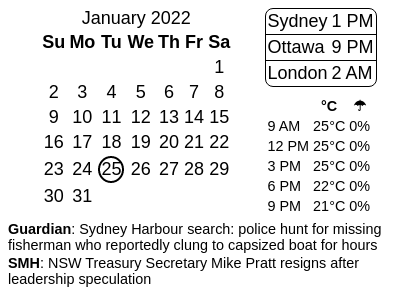 January 2022
Su Mo Tu We Th Fr Sa
1
2 3 4 5 6 7 8
9 10 11 12 13 14 15
16 17 18 19 20 21 22
23 24 25 26 27 28 29
30 31
Sydney 1 PM
Ottawa 9 PM
London 2 AM
°C ☂
9 AM 25°C 0%
12 PM 25°C 0%
3 PM 25°C 0%
6 PM 22°C 0%
9 PM 21°C 0%
Guardian: Sydney Harbour search: police hunt for missing
fisherman who reportedly clung to capsized boat for hours
SMH: NSW Treasury Secretary Mike Pratt resigns after
leadership speculation